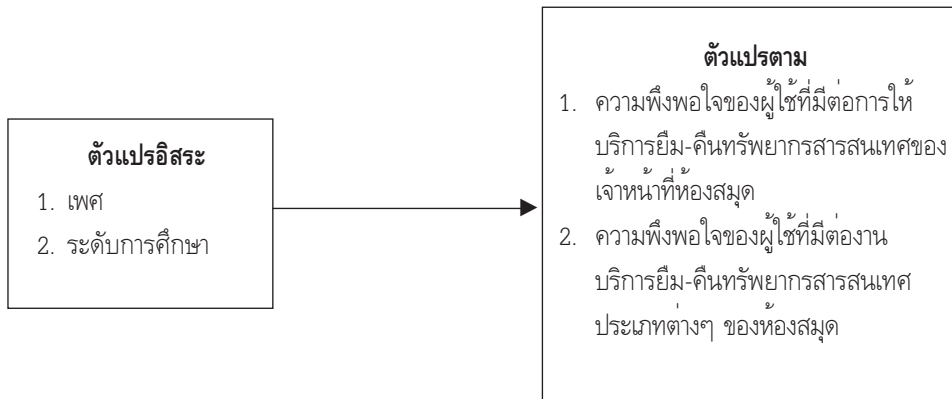 ตัวแปรอิสระ
1. เพศ
2. ระดับการศึกษา
ตัวแปรตาม
1. ความพึงพอใจของผู้ใช้ที่มีต่อการให้
บริการยืม-คืนทรัพยากรสารสนเทศของ
เจ้าหน้าที่ห้องสมุด
2. ความพึงพอใจของผู้ใช้ที่มีต่องาน
บริการยืม-คืนทรัพยากรสารสนเทศ
ประเภทต่างๆ ของห้องสมุด